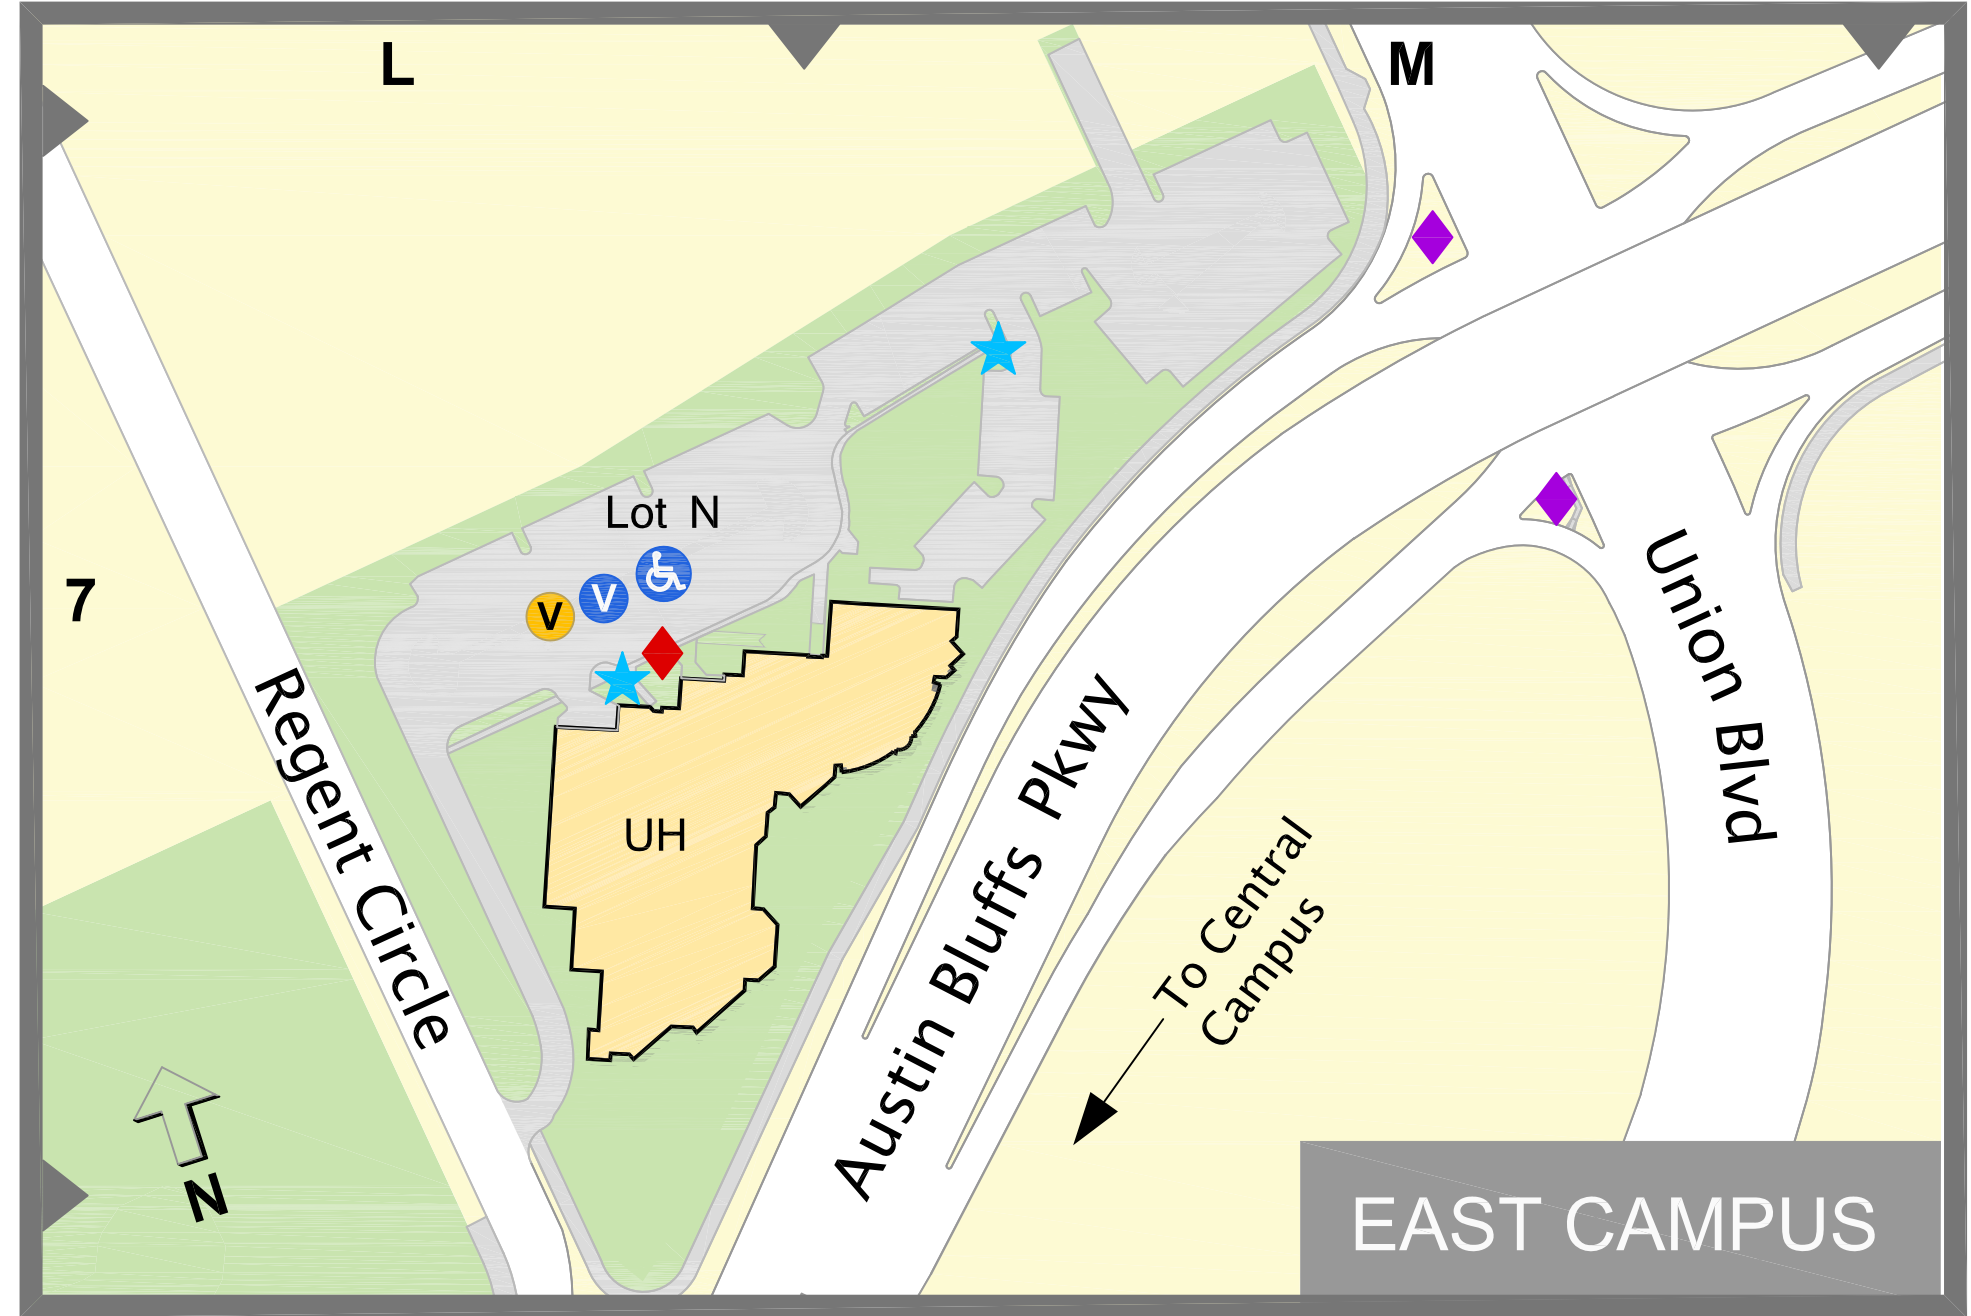 L
M
Lot N
7
V
V
Union Blvd
Regent Circle
UH
Austin Bluffs Pkwy
To Central
Campus
N
EAST CAMPUS